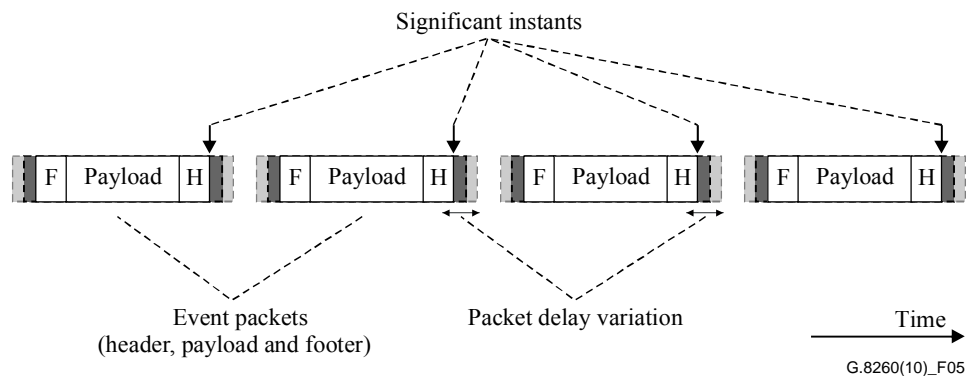 Significant instants
F Payload H F Payload H F Payload H F Payload H
Event packets
(header, payload and footer)
Packet delay variation
Time
G.8260(10)_F05